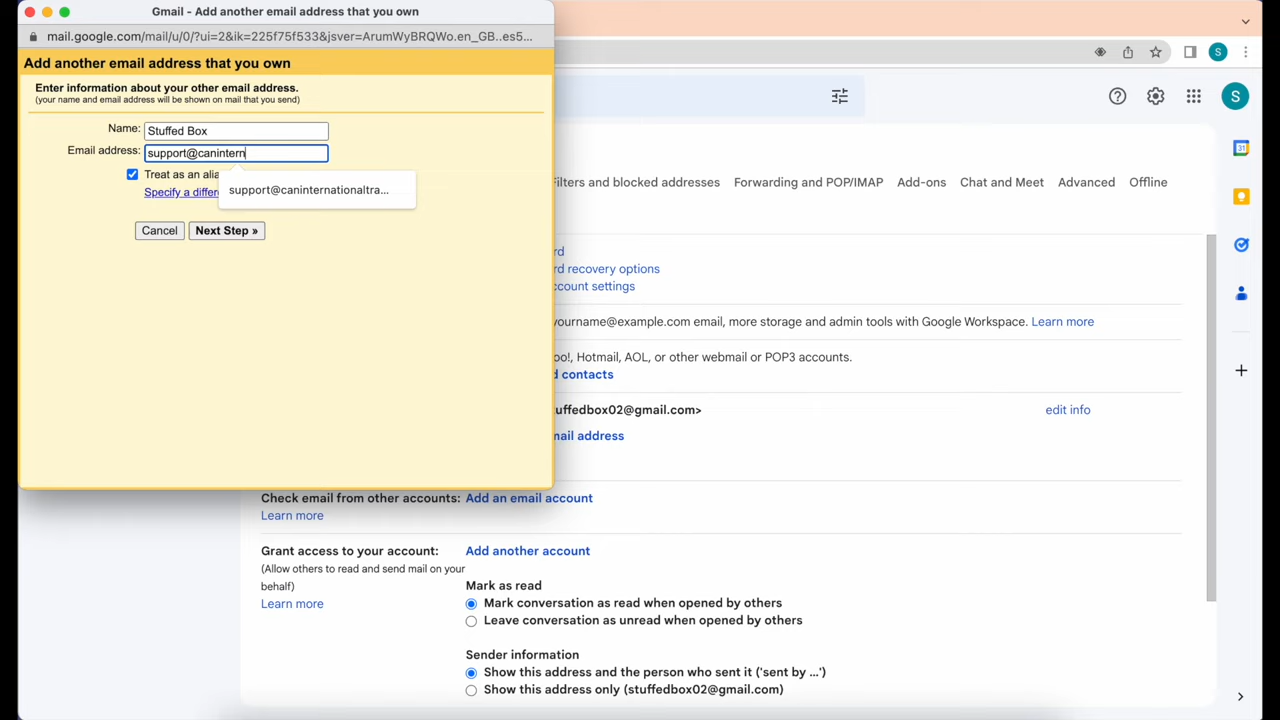 Gmail - Add another email address that you own
mail.google.com/mail/u/0/?ui=2&ik=225f75f533&jsver=ArumWyBRQWo.en_GB..es5...
S
Add another email address that you own
Enter information about your other email address.
(your name and email address will be shown on mail that you send)
S
Name: Stuffed Box
Email address: support@canintern
31
Treat as an alia
support@caninternationaltra...
Specify a differ
ilters and blocked addresses Forwarding and POP/IMAP Add-ons Chat and Meet Advanced Offline
Cancel Next Step »
rd
rd recovery options
ccount settings
yourname@example.com email, more storage and admin tools with Google Workspace. Learn more
oo!, Hotmail, AOL, or other webmail or POP3 accounts.
d contacts
uffedbox02@gmail.com> edit info
mail address
Check email from other accounts: Add an email account
Learn more
Grant access to your account: Add another account
(Allow others to read and send mail on your
behalf)
Learn more
Mark as read
Mark conversation as read when opened by others
Leave conversation as unread when opened by others
Sender information
Show this address and the person who sent it ('sent by ...')
Show this address only (stuffedbox02@gmail.com)